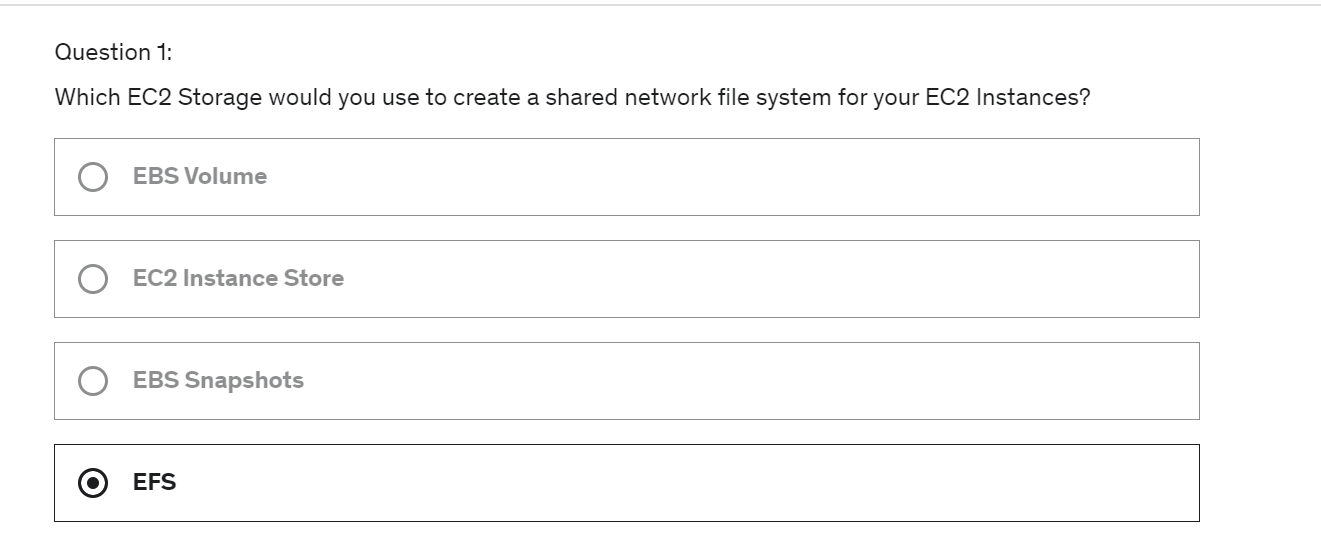 Question 1:
Which EC2 Storage would you use to create a shared network file system for your EC2 Instances?
EBS Volume
EC2 Instance Store
EBS Snapshots
EFS